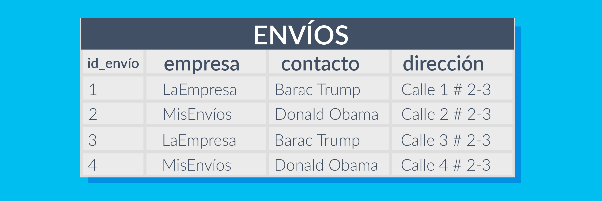 ENVÍOS
id_envío empresa contacto dirección
1 LaEmpresa Barac Trump Calle 1 # 2-3
2 MisEnvíos Donald Obama Calle 2 # 2-3
3 LaEmpresa Barac Trump Calle 3 # 2-3
4 MisEnvíos Donald Obama Calle 4 # 2-3